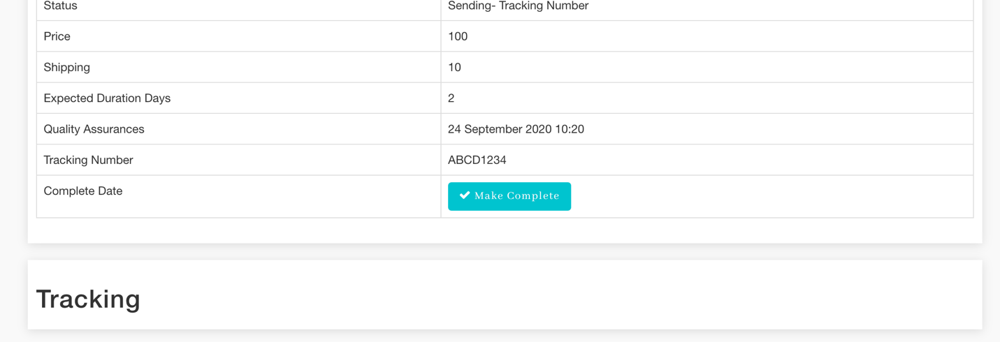 Status Sending- Tracking Number
Price 100
Shipping 10
Expected Duration Days 2
Quality Assurances 24 September 2020 10:20
Tracking Number ABCD1234
Complete Date Make Complete
Tracking